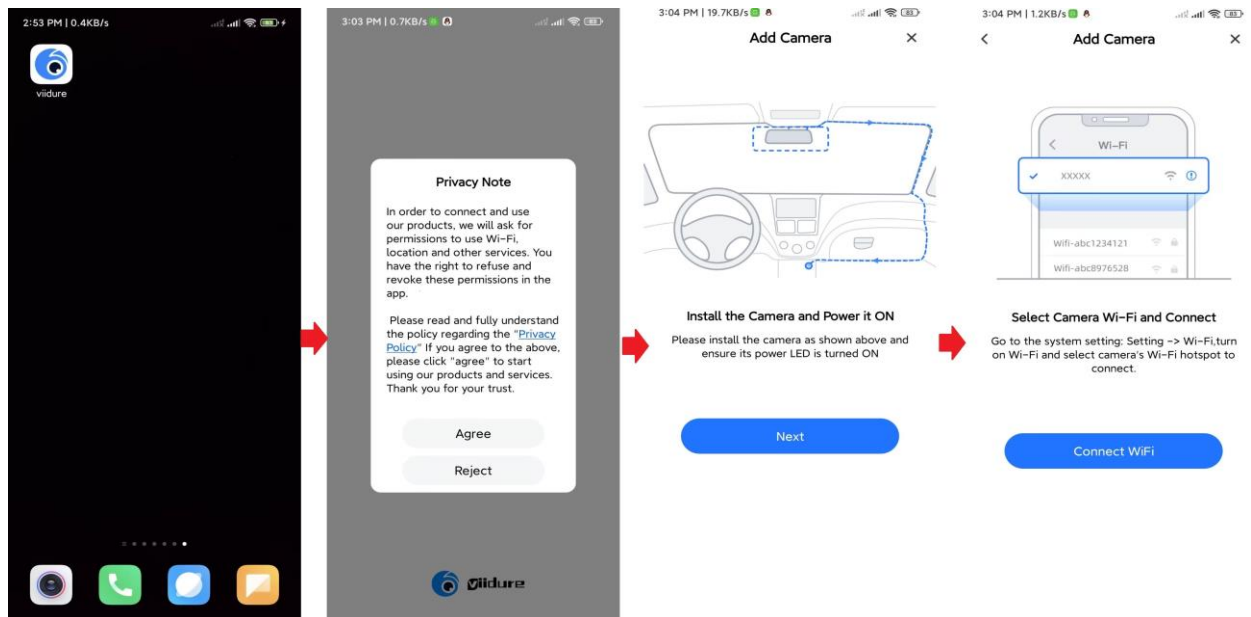 2:53 PM | 0.4KB/s
viidure
3:03 PM | 0.7KB/s
Privacy Note
In order to connect and use
our products, we will ask for
permissions to use Wi-Fi,
location and other services. You
have the right to refuse and
revoke these permissions in the
app.
Please read and fully understand
the policy regarding the "Privacy
Policy" If you agree to the above,
please click "agree" to start
using our products and services.
Thank you for your trust.
Agree
Reject
viidure
3:04 PM | 19.7KB/s
83
Add Camera
Install the Camera and Power it ON
Please install the camera as shown above and
ensure its power LED is turned ON
Next
3:04 PM | 1.2KB/s
83
Add Camera
Wi-Fi
XXXXX
Wifi-abc1234121
Wifi-abc8976528
Select Camera Wi-Fi and Connect
Go to the system setting: Setting -> Wi-Fi,turn
on Wi-Fi and select camera's Wi-Fi hotspot to
connect.
Connect WiFi